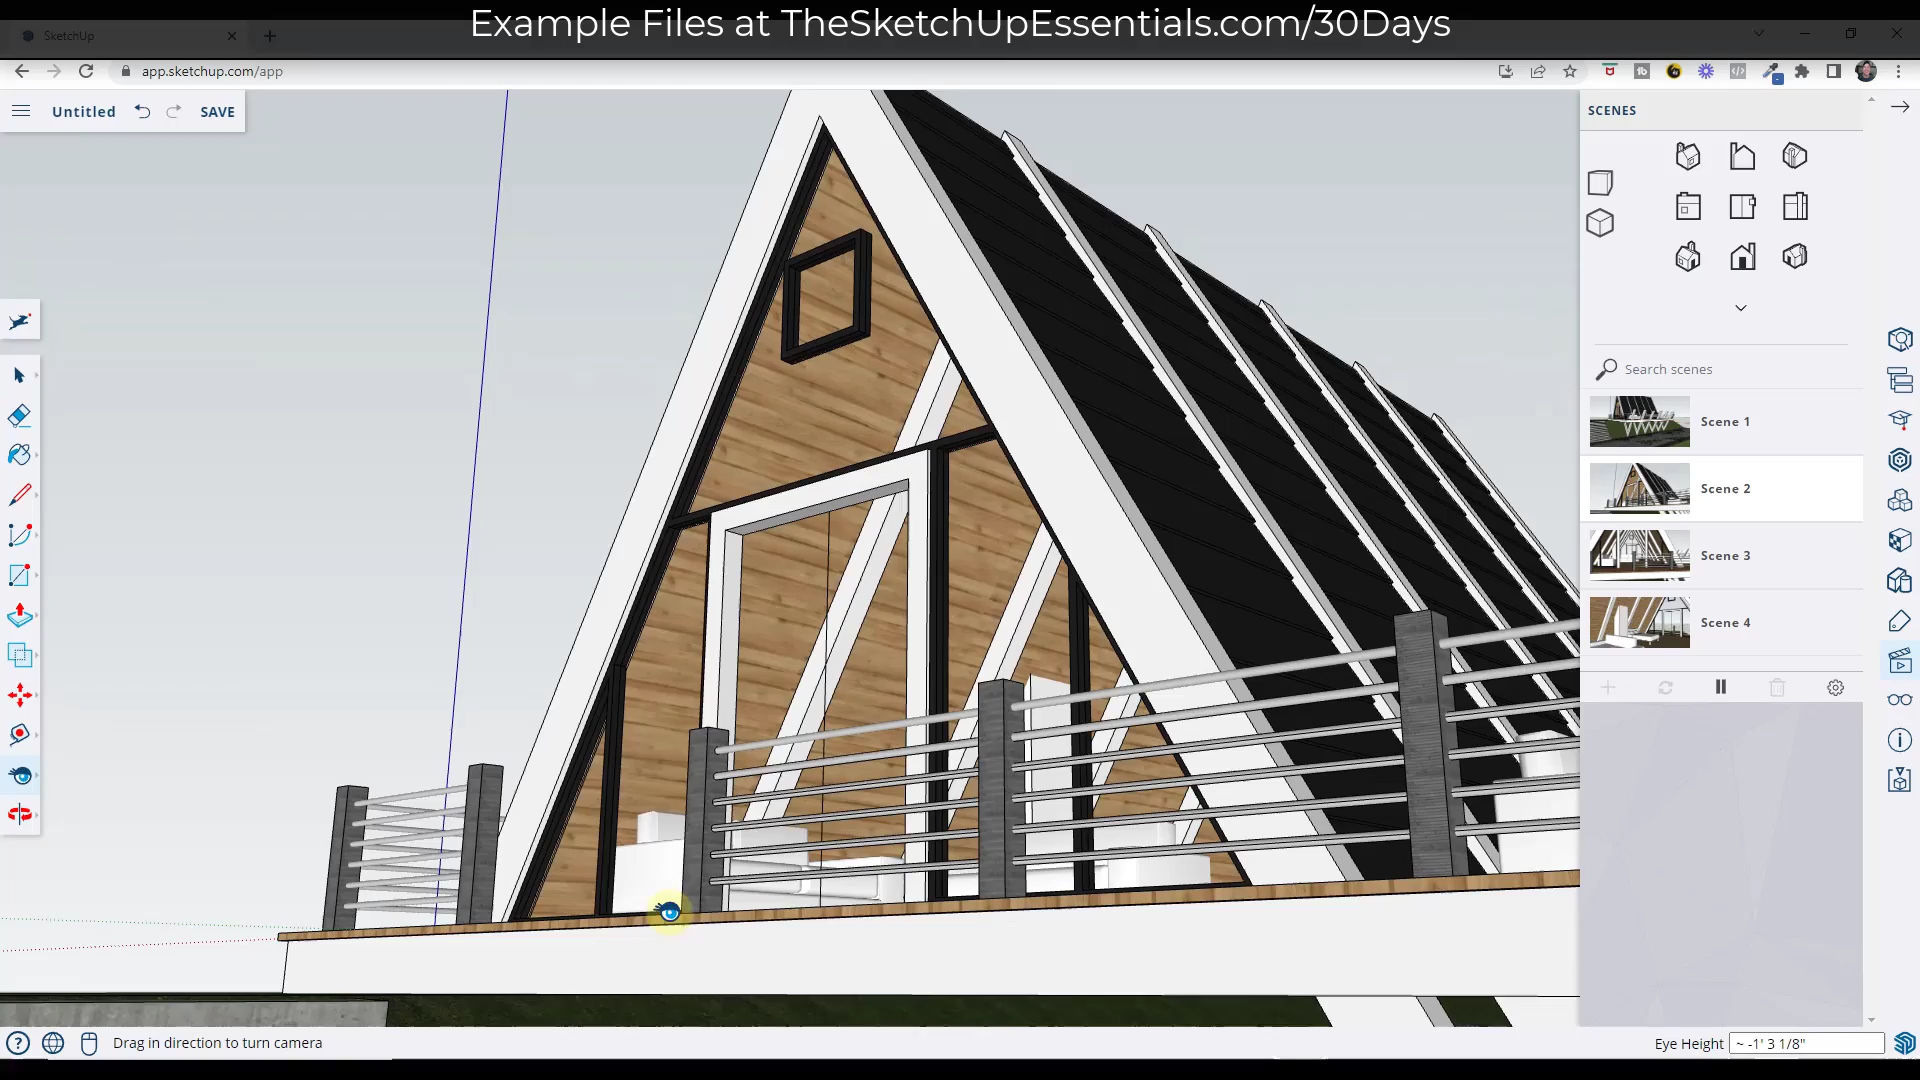 Example Files at TheSketchUpEssentials.com/30Days
SketchUp
app.sketchup.com/app
Untitled
SAVE
SCENES
Search scenes
Scene 1
Scene 2
Scene 3
Scene 4
Drag in direction to turn camera
Eye Height
~ -1' 3 1/8"